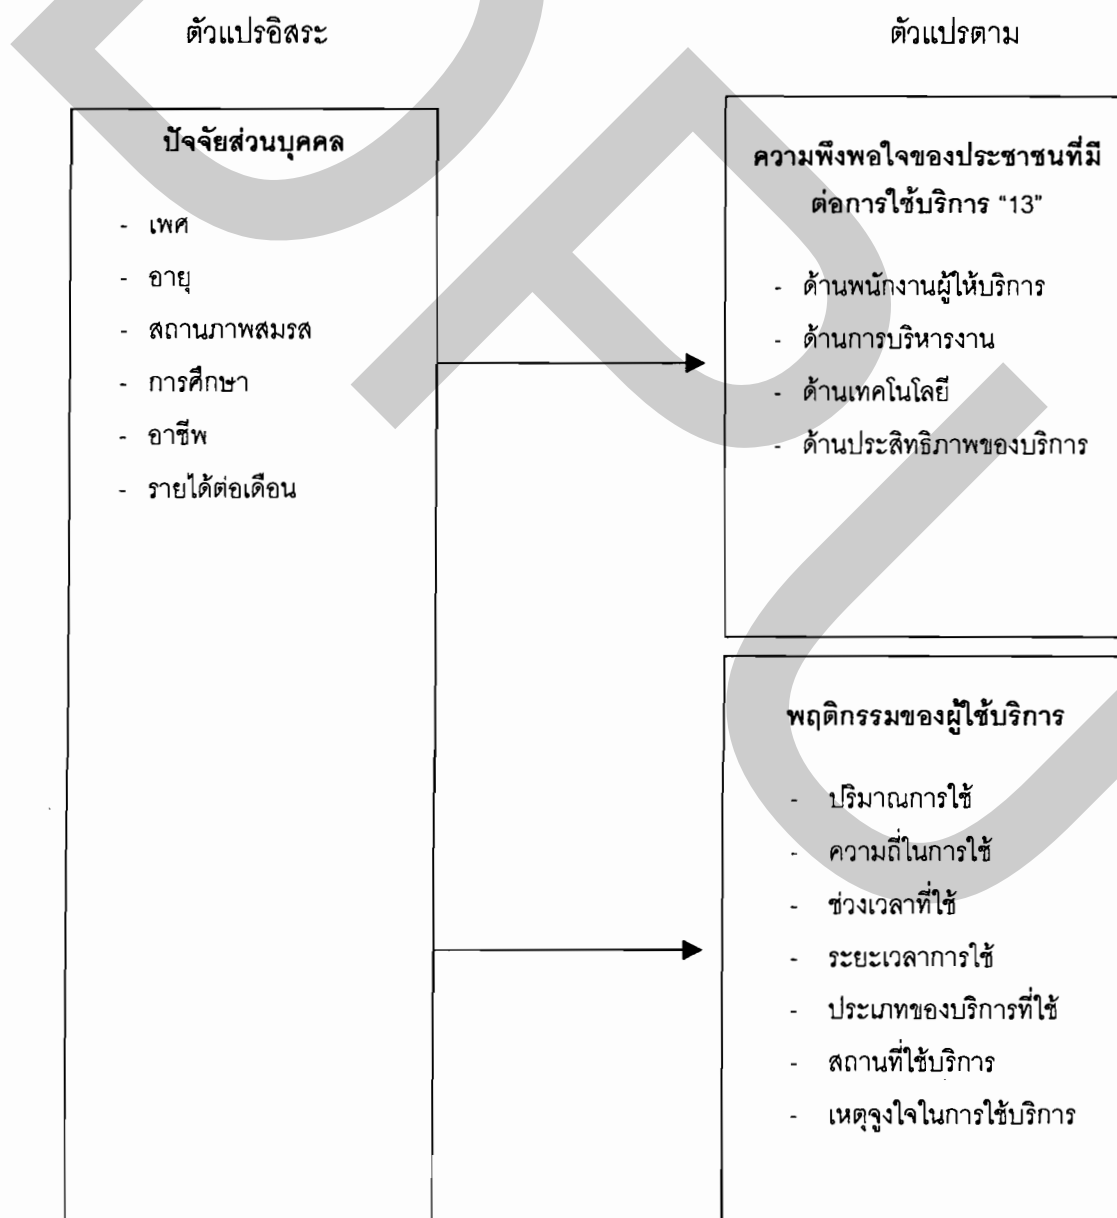 ตัวแปรอิสระ
ตัวแปรตาม
ปัจจัยส่วนบุคคล
- เพศ
- อายุ
- สถานภาพสมรส
- การศึกษา
- อาชีพ
- รายได้ต่อเดือน
ความพึงพอใจของประชาชนที่มี
ต่อการใช้บริการ "13"
- ด้านพนักงานผู้ให้บริการ
- ด้านการบริหารงาน
- ด้านเทคโนโลยี
- ด้านประสิทธิภาพของบริการ
พฤติกรรมของผู้ใช้บริการ
- ปริมาณการใช้
- ความถี่ในการใช้
- ช่วงเวลาที่ใช้
- ระยะเวลาการใช้
- ประเภทของบริการที่ใช้
- สถานที่ใช้บริการ
- เหตุจูงใจในการใช้บริการ
DPU